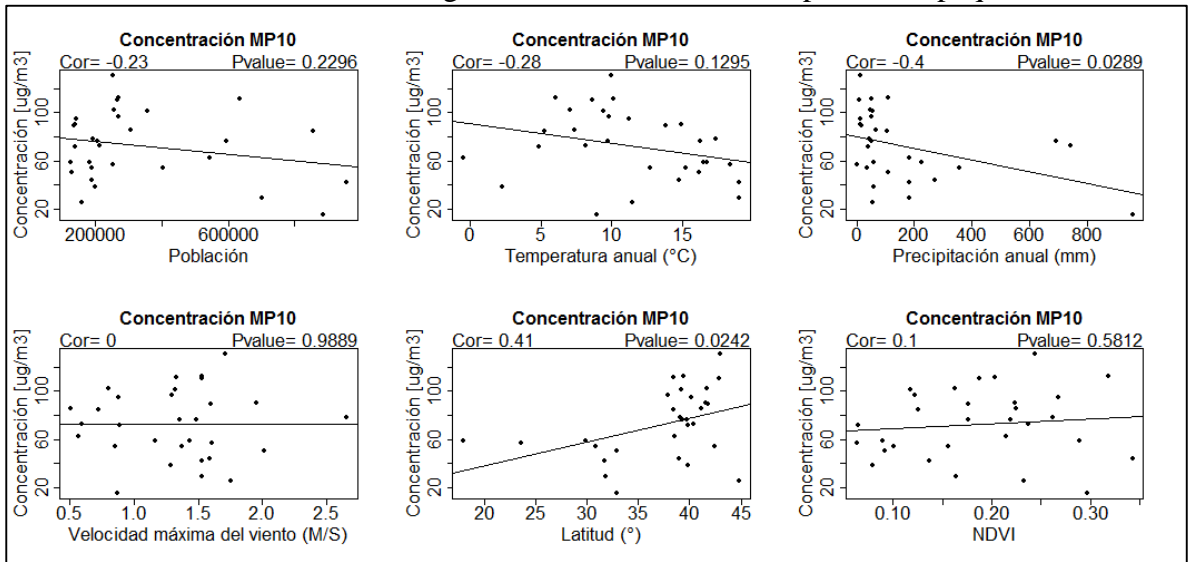 Concentración MP10
Cor= -0.23 Pvalue= 0.2296
Concentración [ug/m3]
20 60 100
200000 600000
Población
Concentración MP10
Cor= -0.28 Pvalue= 0.1295
Concentración [ug/m3]
20 60 100
0 5 10 15
Temperatura anual (°C)
Concentración MP10
Cor= -0.4 Pvalue= 0.0289
Concentración [ug/m3]
20 60 100
0 200 400 600 800
Precipitación anual (mm)
Concentración MP10
Cor= 0 Pvalue= 0.9889
Concentración [ug/m3]
20 60 100
0.5 1.0 1.5 2.0 2.5
Velocidad máxima del viento (M/S)
Concentración MP10
Cor= 0.41 Pvalue= 0.0242
Concentración [ug/m3]
20 60 100
20 25 30 35 40 45
Latitud (°)
Concentración MP10
Cor= 0.1 Pvalue= 0.5812
Concentración [ug/m3]
20 60 100
0.10 0.20 0.30
NDVI